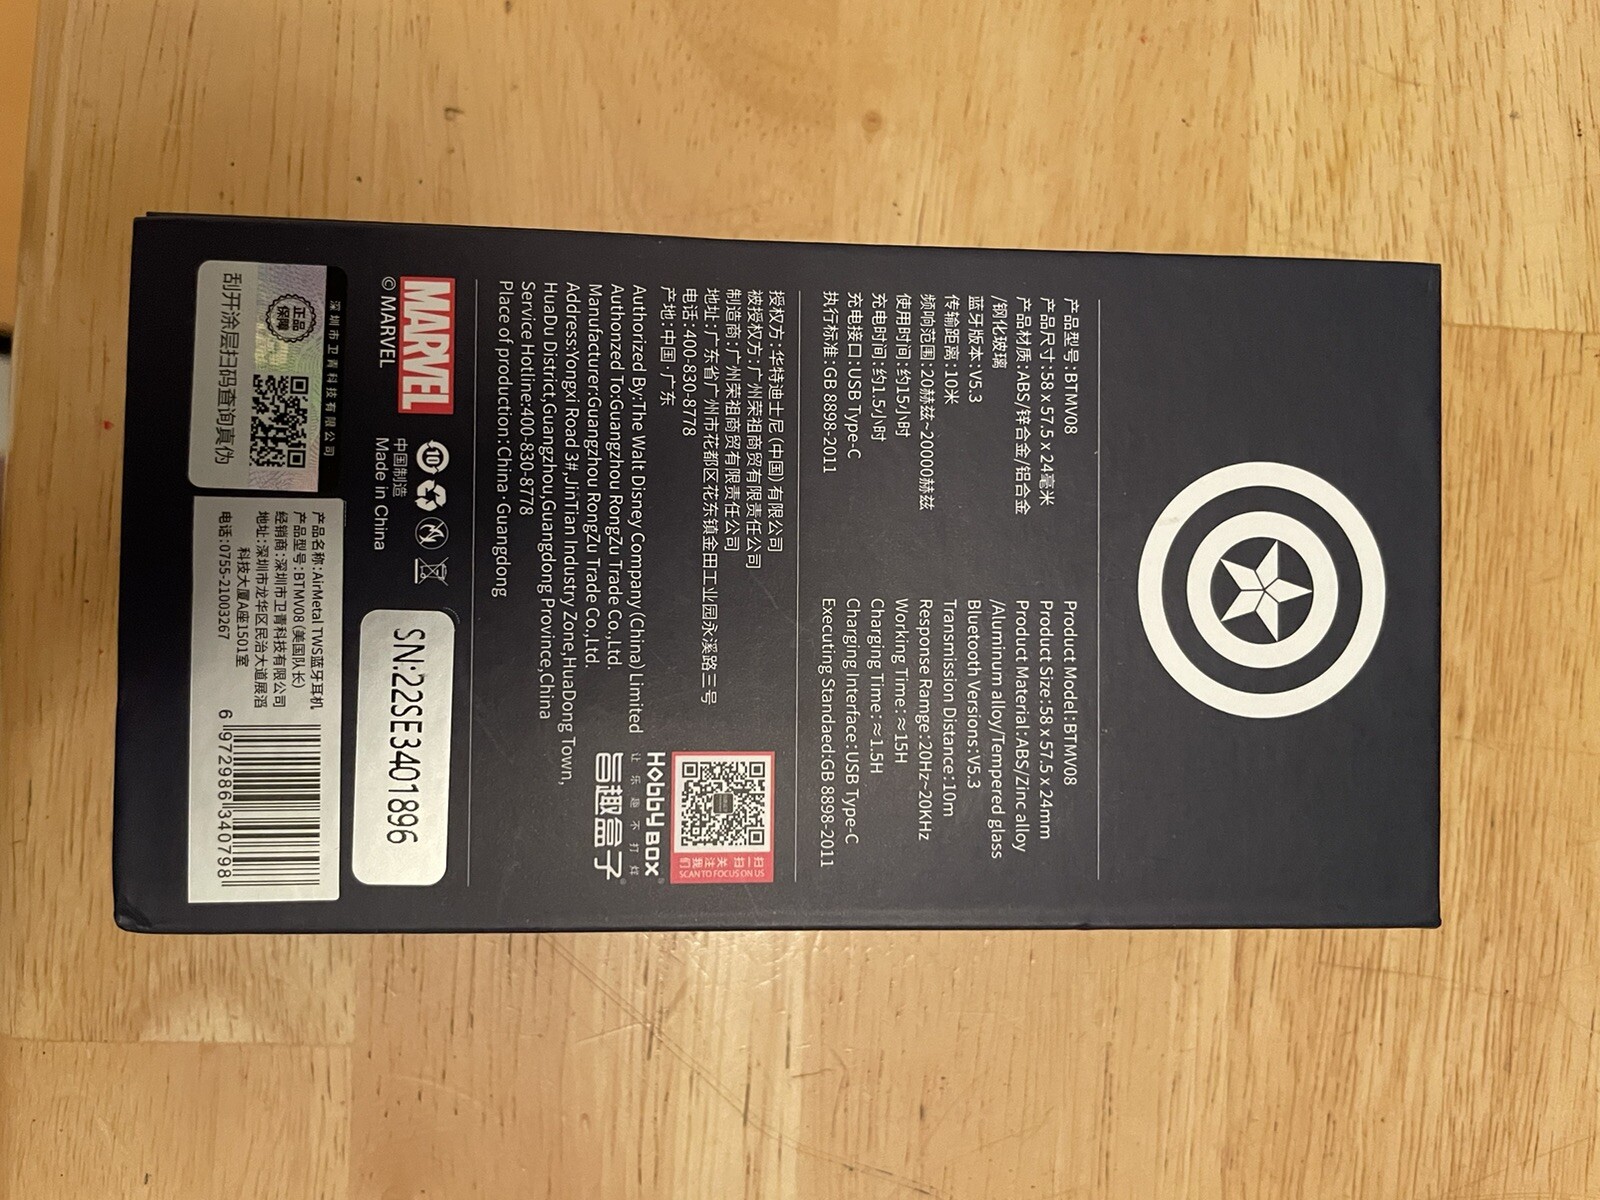 产品型号:BTMV08
产品尺寸:58 x 57.5 x 24毫米
产品材质:ABS/锌合金/铝合金
/钢化玻璃
蓝牙版本:V5.3
传输距离:10米
频响范围:20赫兹~20000赫兹
使用时间:约15小时
充电时间:约1.5小时
充电接口:USB Type-C
执行标准:GB 8898-2011
Product Model:BTMV08
Product Size:58 x 57.5 x 24mm
Product Material:ABS/Zinc alloy
/Aluminum alloy/Tempered glass
Bluetooth Versions:V5.3
Transmission Distance:10m
Response Ramge:20Hz~20KHz
Working Time:≈15H
Charging Time:≈1.5H
Charging Interface:USB Type-C
Executing Standaed:GB 8898-2011
授权方:华特迪士尼(中国)有限公司
被授权方:广州荣祖商贸有限责任公司
制造商:广州荣祖商贸有限责任公司
地址:广东省广州市花都区花东镇金田工业园永溪路三号
电话:400-830-8778
产地:中国·广东
Authorized By:The Walt Disney Company(China) Limited
Authonzed To:Guangzhou RongZu Trade Co.,Ltd.
Manufacturer:Guangzhou RongZu Trade Co.,Ltd.
Address:Yongxi Road 3#,JinTian Industry Zone,HuaDong Town,
HuaDu District,Guangzhou,Guangdong Province,China
Service Hotline:400-830-8778
Place of production:China·Guangdong
扫一扫 关注我们
SCAN TO FOCUS ON US
Hobby BOX
让乐趣不打烊
旨趣盒子
MARVEL
© MARVEL
10
中国制造
Made in China
SN:22SE3401896
深圳市卫青科技有限公司
正品
保障
刮开涂层扫码查询真伪
产品名称:AirMetal TWS蓝牙耳机
产品型号:BTMV08 (美国队长)
经销商:深圳市卫青科技有限公司
地址:深圳市龙华区民治大道展滔
科技大厦A座1501室
电话:0755-21003267
6 972986 340798